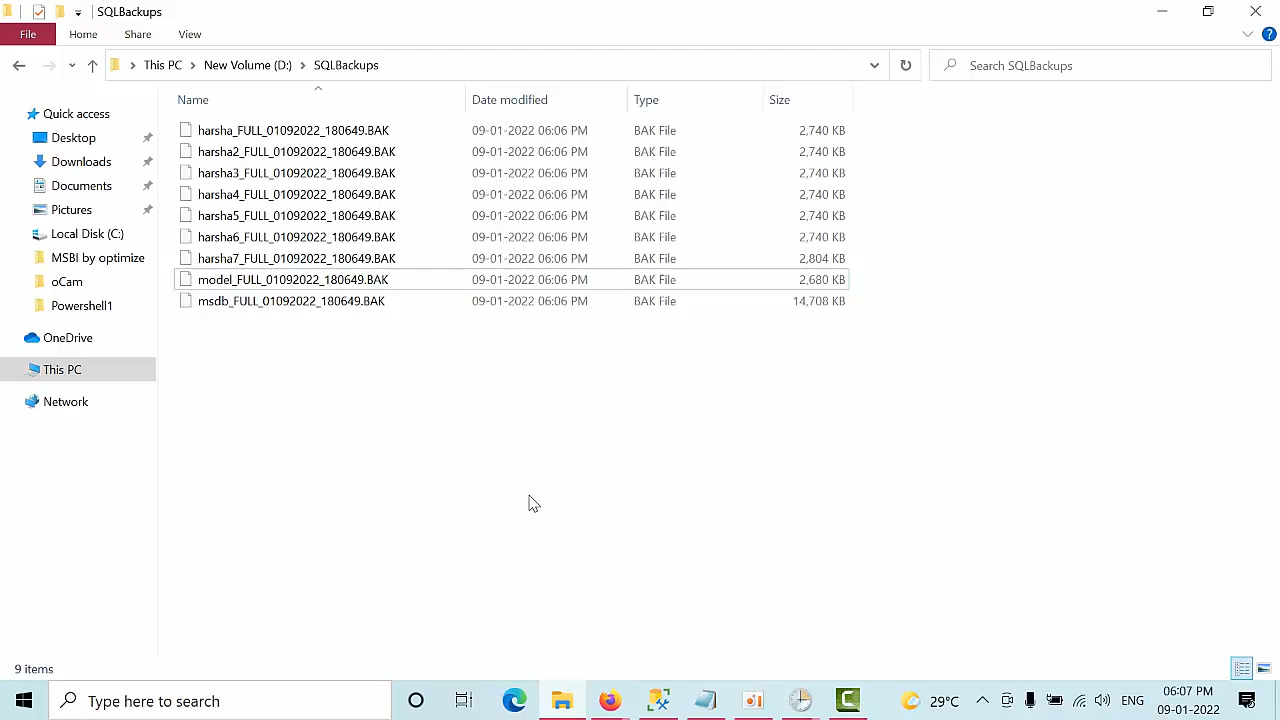 SQLBackups
File Home Share View
This PC New Volume (D:) SQLBackups
Search SQLBackups
Name Date modified Type Size
Quick access
Desktop
Downloads
Documents
Pictures
Local Disk (C:)
MSBI by optimize
oCam
Powershell1
OneDrive
This PC
Network
harsha_FULL_01092022_180649.BAK 09-01-2022 06:06 PM BAK File 2,740 KB
harsha2_FULL_01092022_180649.BAK 09-01-2022 06:06 PM BAK File 2,740 KB
harsha3_FULL_01092022_180649.BAK 09-01-2022 06:06 PM BAK File 2,740 KB
harsha4_FULL_01092022_180649.BAK 09-01-2022 06:06 PM BAK File 2,740 KB
harsha5_FULL_01092022_180649.BAK 09-01-2022 06:06 PM BAK File 2,740 KB
harsha6_FULL_01092022_180649.BAK 09-01-2022 06:06 PM BAK File 2,740 KB
harsha7_FULL_01092022_180649.BAK 09-01-2022 06:06 PM BAK File 2,804 KB
model_FULL_01092022_180649.BAK 09-01-2022 06:06 PM BAK File 2,680 KB
msdb_FULL_01092022_180649.BAK 09-01-2022 06:06 PM BAK File 14,708 KB
9 items
Type here to search
29°C
ENG
06:07 PM
09-01-2022